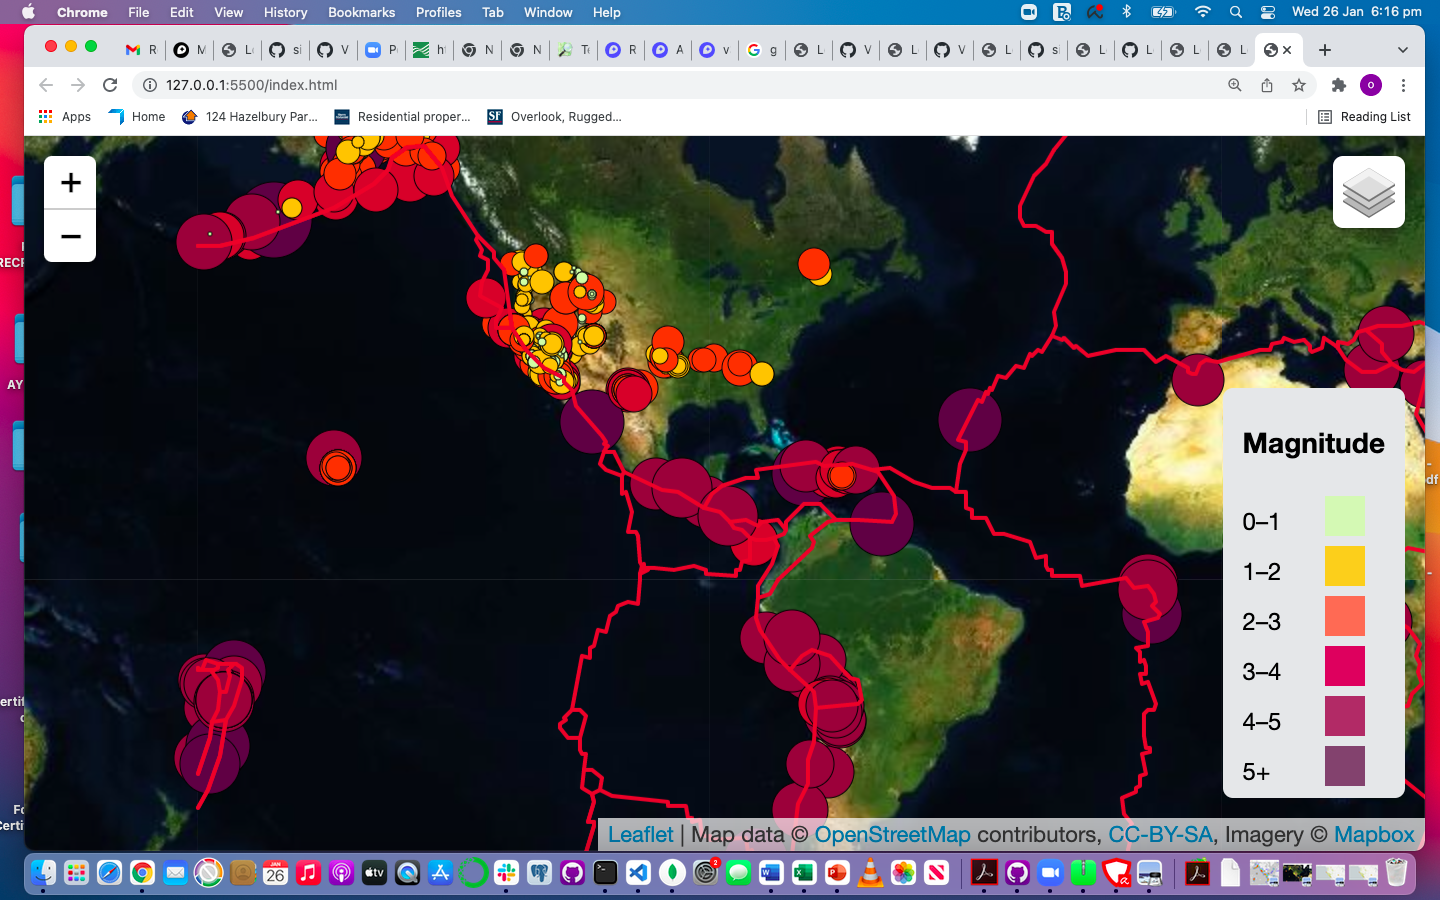 Chrome File Edit View History Bookmarks Profiles Tab Window Help Wed 26 Jan 6:16 pm
127.0.0.1:5500/index.html
Apps Home 124 Hazelbury Par... Residential proper... Overlook, Rugged... Reading List
+
−
Magnitude
0–1
1–2
2–3
3–4
4–5
5+
Leaflet | Map data © OpenStreetMap contributors, CC-BY-SA, Imagery © Mapbox
JAN
26
tv
2